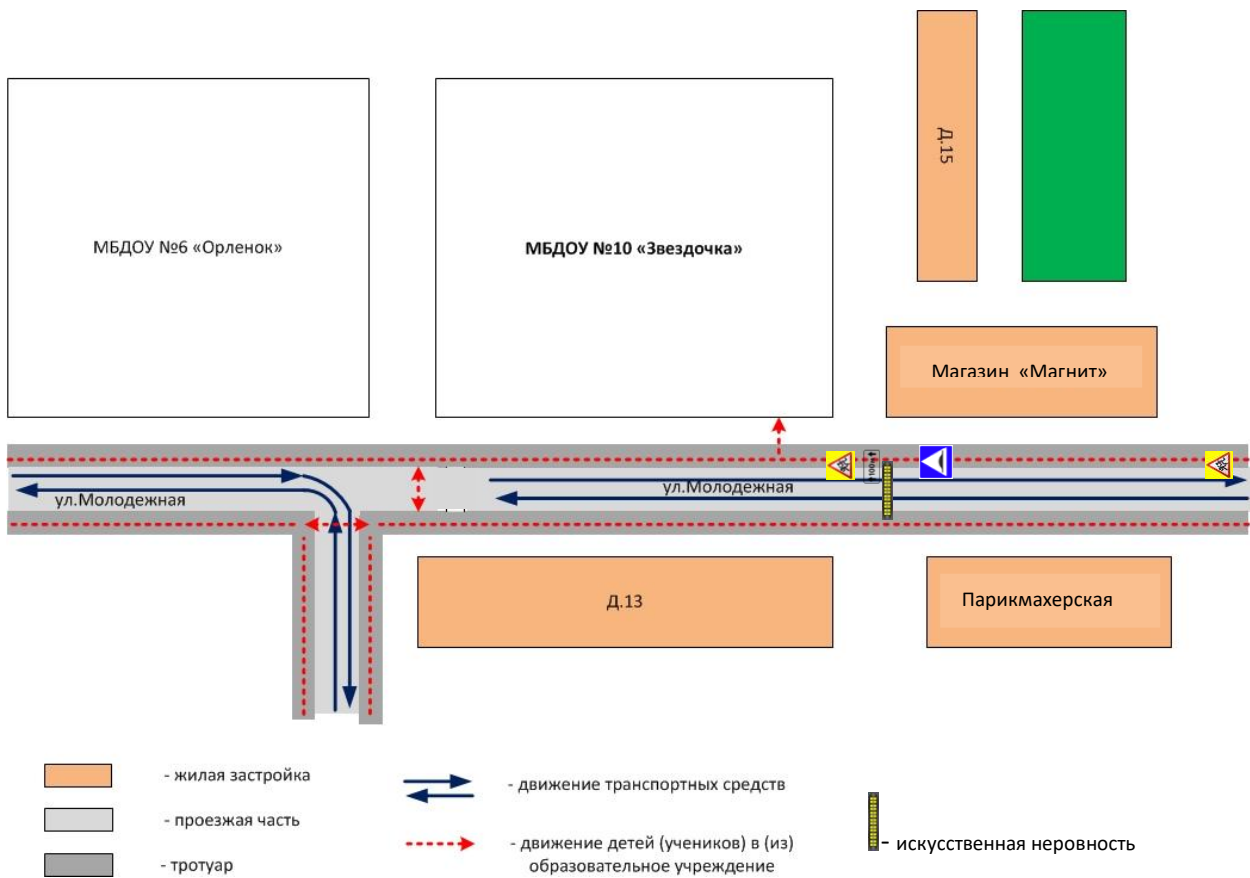 Д.15
МБДОУ №6 «Орленок»
МБДОУ №10 «Звездочка»
Магазин «Магнит»
100м
ул.Молодежная
ул.Молодежная
Д.13
Парикмахерская
- жилая застройка
- движение транспортных средств
- проезжая часть
- движение детей (учеников) в (из)
образовательное учреждение
- искусственная неровность
- тротуар